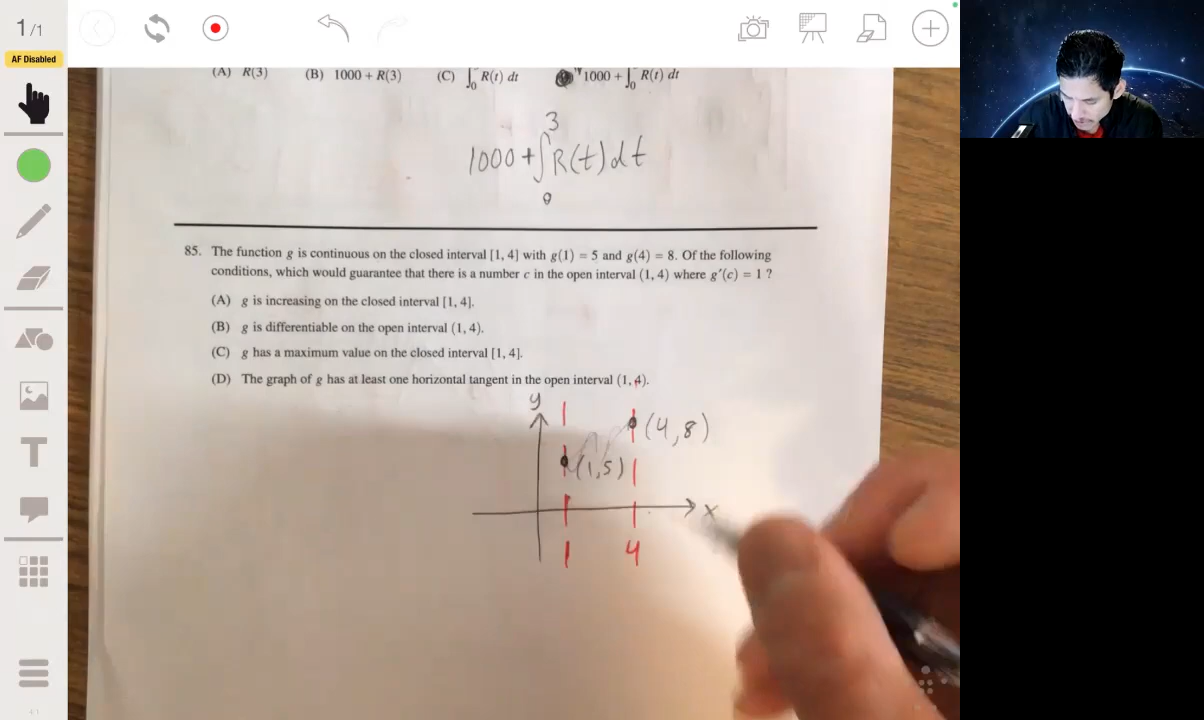 1/1
AF Disabled
(A) R(3) (B) 1000 + R(3) (C) ∫₀ R(t) dt 1000 + ∫₀ R(t) dt
1000 + ∫₀³ R(t) dt
85. The function g is continuous on the closed interval [1, 4] with g(1) = 5 and g(4) = 8. Of the following
conditions, which would guarantee that there is a number c in the open interval (1, 4) where g′(c) = 1 ?
(A) g is increasing on the closed interval [1, 4].
(B) g is differentiable on the open interval (1, 4).
(C) g has a maximum value on the closed interval [1, 4].
(D) The graph of g has at least one horizontal tangent in the open interval (1, 4).
y
(4, 8)
(1, 5)
x
1 4
T